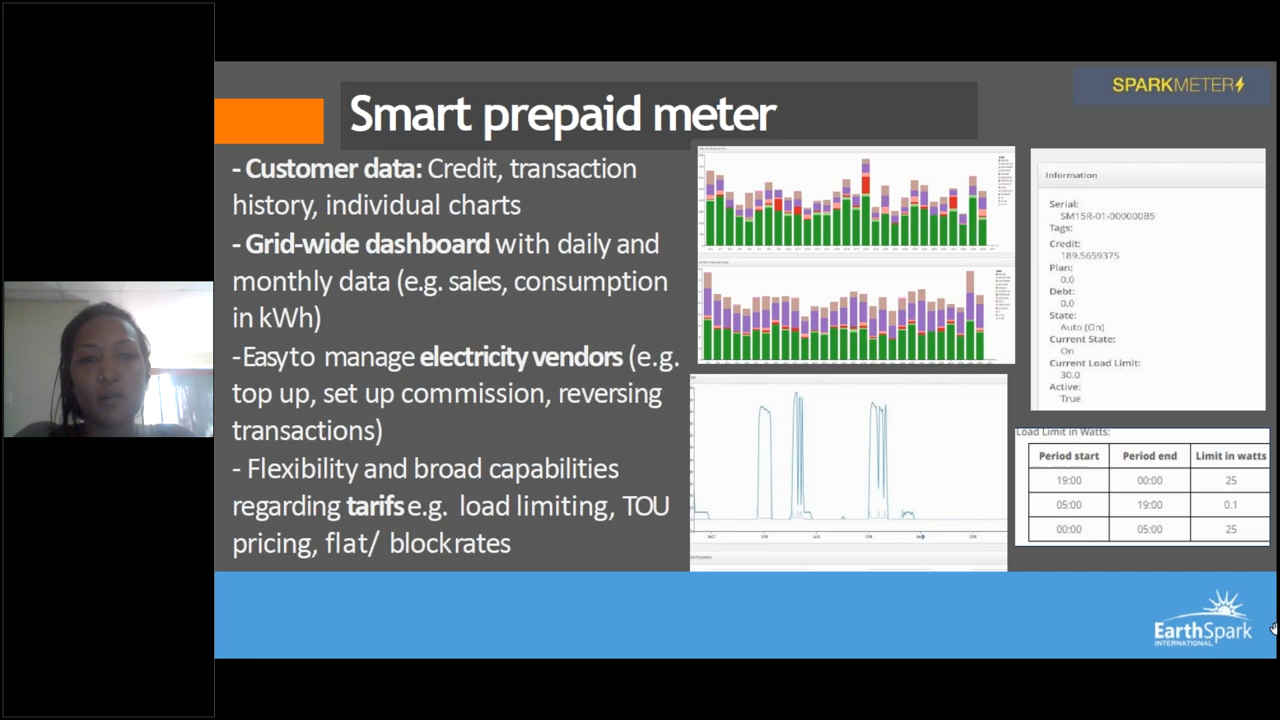 SPARKMETER
Smart prepaid meter
- Customer data: Credit, transaction
history, individual charts
- Grid-wide dashboard with daily and
monthly data (e.g. sales, consumption
in kWh)
-Easy to manage electricity vendors (e.g.
top up, set up commission, reversing
transactions)
- Flexibility and broad capabilities
regarding tarifs e.g. load limiting, TOU
pricing, flat/ block rates
Information
Serial:
SM15R-01-000000B5
Tags:
Credit:
189.5659375
Plan:
0.0
Debt:
0.0
State:
Auto (On)
Current State:
On
Current Load Limit:
30.0
Active:
True
Load Limit in Watts:
Period start Period end Limit in watts
19:00 00:00 25
05:00 19:00 0.1
00:00 05:00 25
EarthSpark
INTERNATIONAL